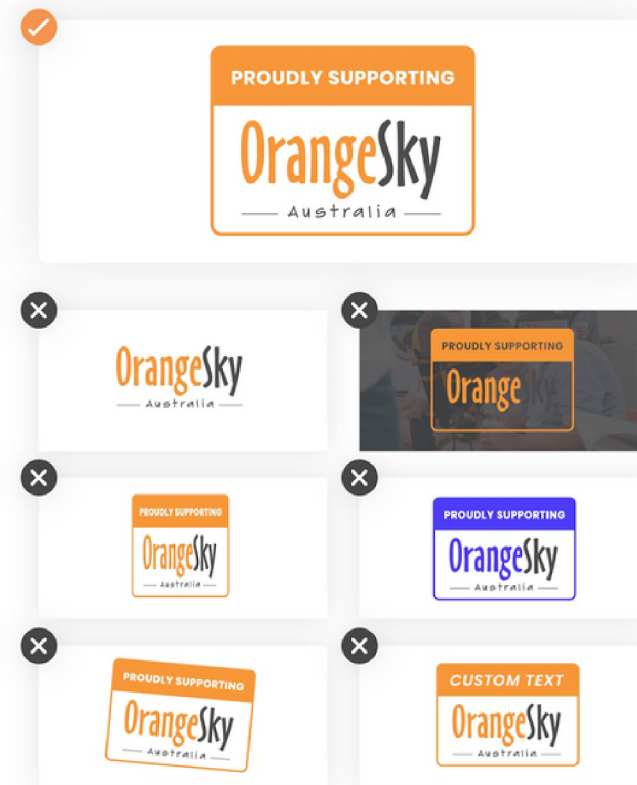 PROUDLY SUPPORTING
OrangeSky
Australia
OrangeSky
Australia
PROUDLY SUPPORTING
Orange ky
PROUDLY SUPPORTING
OrangeSky
Australia
PROUDLY SUPPORTING
OrangeSky
Australia
PROUDLY SUPPORTING
OrangeSky
Australia
CUSTOM TEXT
OrangeSky
Australia